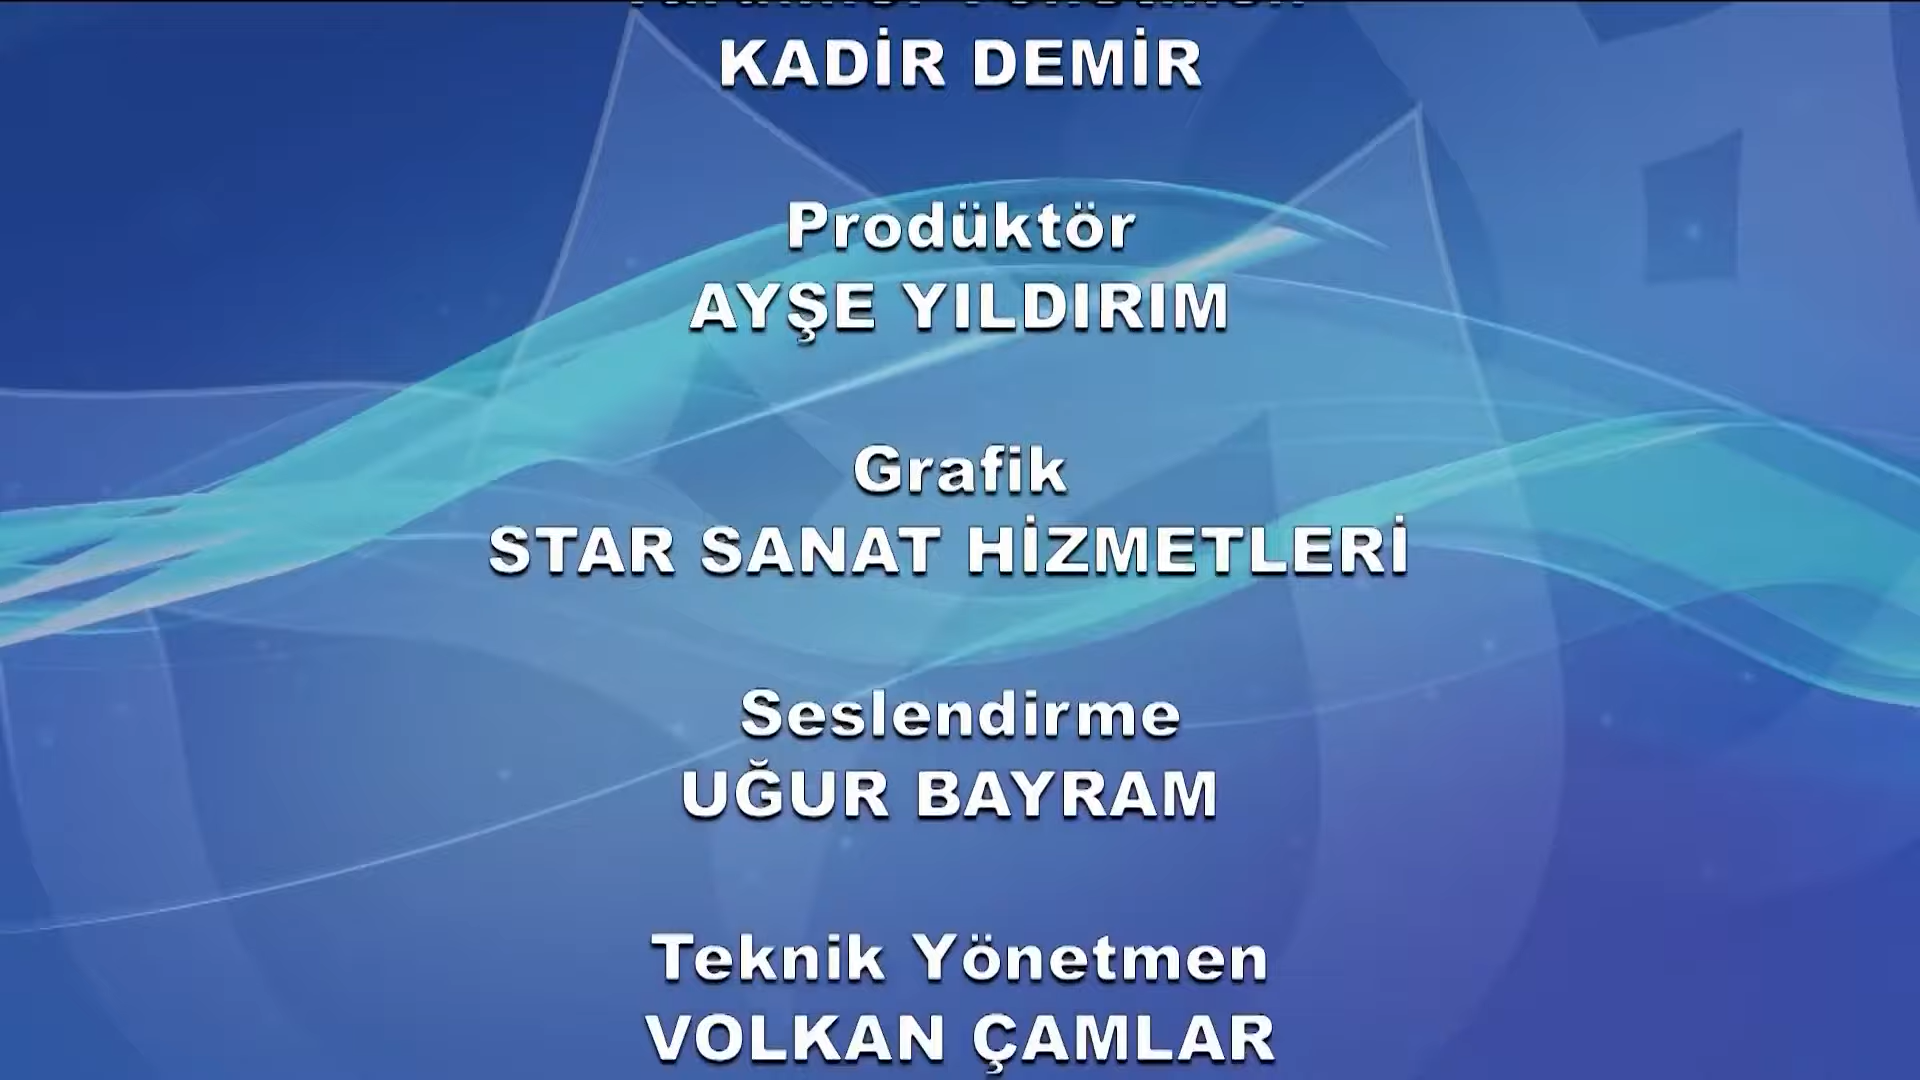 KADİR DEMİR
Prodüktör
AYŞE YILDIRIM
Grafik
STAR SANAT HİZMETLERİ
Seslendirme
UĞUR BAYRAM
Teknik Yönetmen
VOLKAN ÇAMLAR